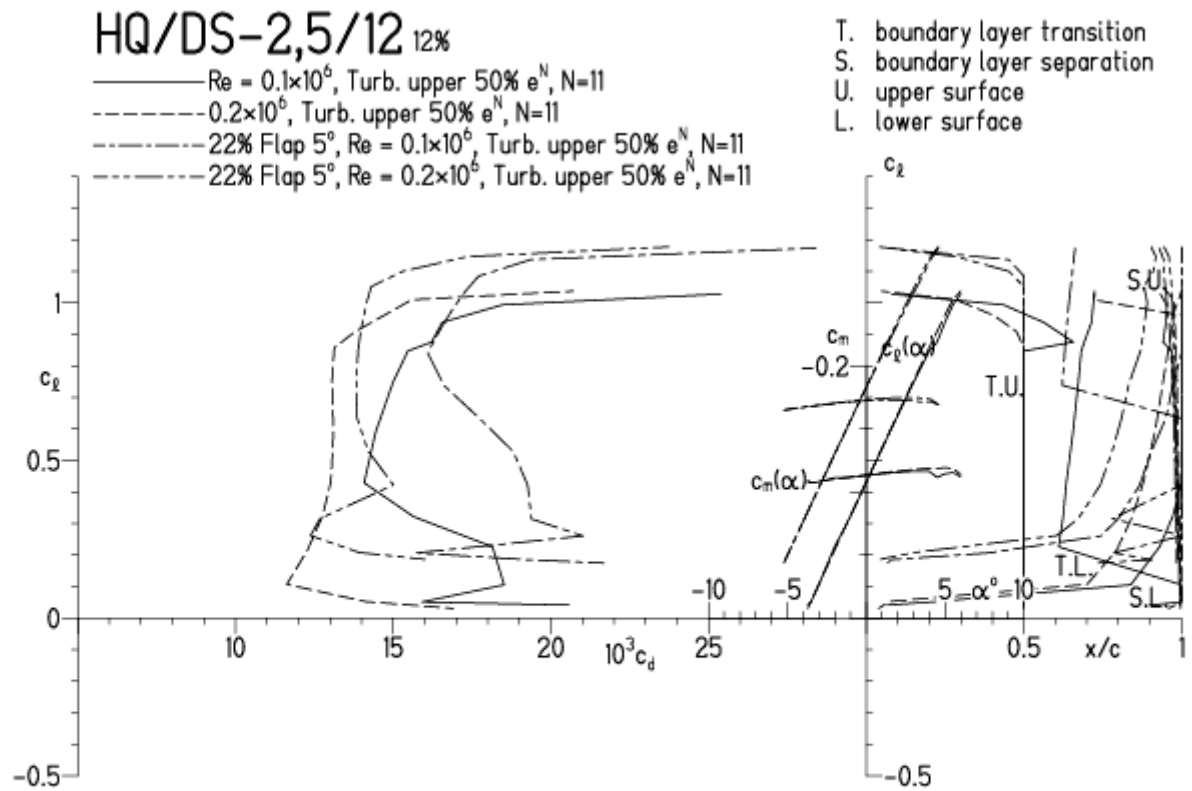 HQ/DS-2,5/12 12%
Re = 0.1×10⁶, Turb. upper 50% eᴺ, N=11
0.2×10⁶, Turb. upper 50% eᴺ, N=11
22% Flap 5°, Re = 0.1×10⁶, Turb. upper 50% eᴺ, N=11
22% Flap 5°, Re = 0.2×10⁶, Turb. upper 50% eᴺ, N=11
T. boundary layer transition
S. boundary layer separation
U. upper surface
L. lower surface
cℓ
S.U.
1
cₘ
cℓ(α)
-0.2
cℓ
T.U.
0.5
cₘ(α)
T.L.
-10 -5 5 α° 10
S.L.
0
10 15 20 10³c_d 25 0.5 x/c 1
-0.5 -0.5